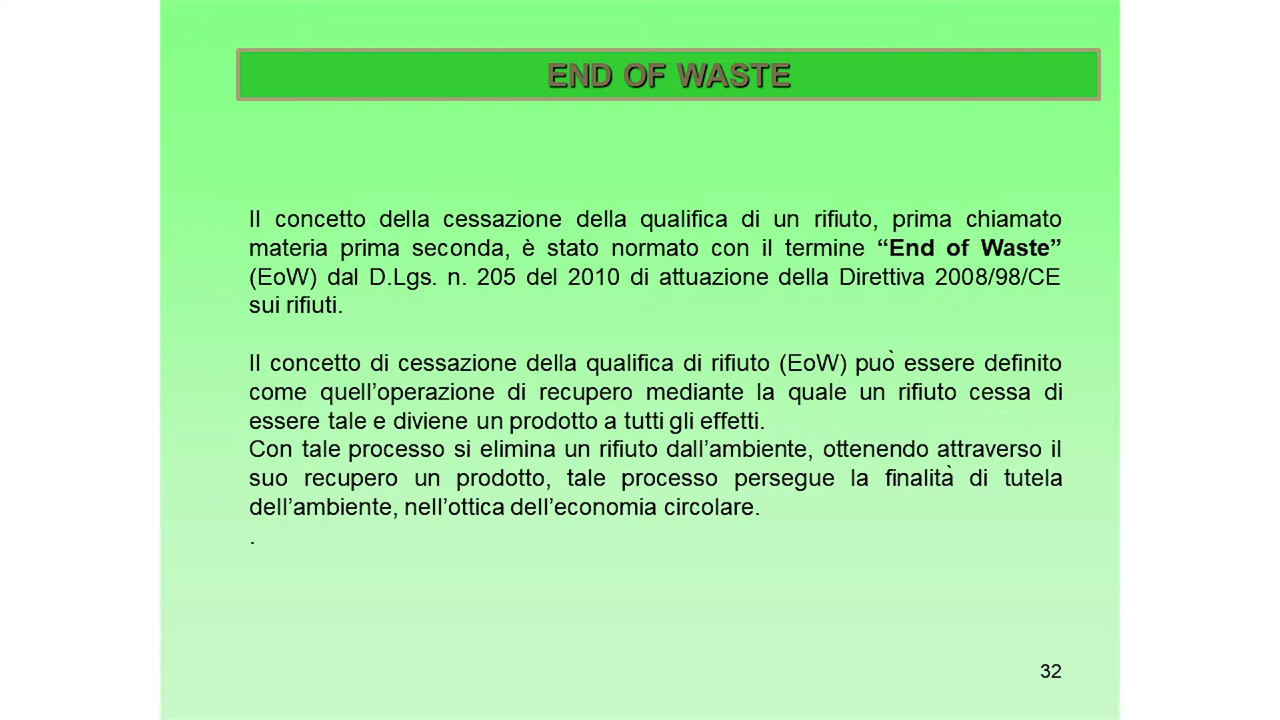 END OF WASTE
Il concetto della cessazione della qualifica di un rifiuto, prima chiamato
materia prima seconda, è stato normato con il termine “End of Waste”
(EoW) dal D.Lgs. n. 205 del 2010 di attuazione della Direttiva 2008/98/CE
sui rifiuti.
Il concetto di cessazione della qualifica di rifiuto (EoW) può essere definito
come quell’operazione di recupero mediante la quale un rifiuto cessa di
essere tale e diviene un prodotto a tutti gli effetti.
Con tale processo si elimina un rifiuto dall’ambiente, ottenendo attraverso il
suo recupero un prodotto, tale processo persegue la finalità di tutela
dell’ambiente, nell’ottica dell’economia circolare.
.
32